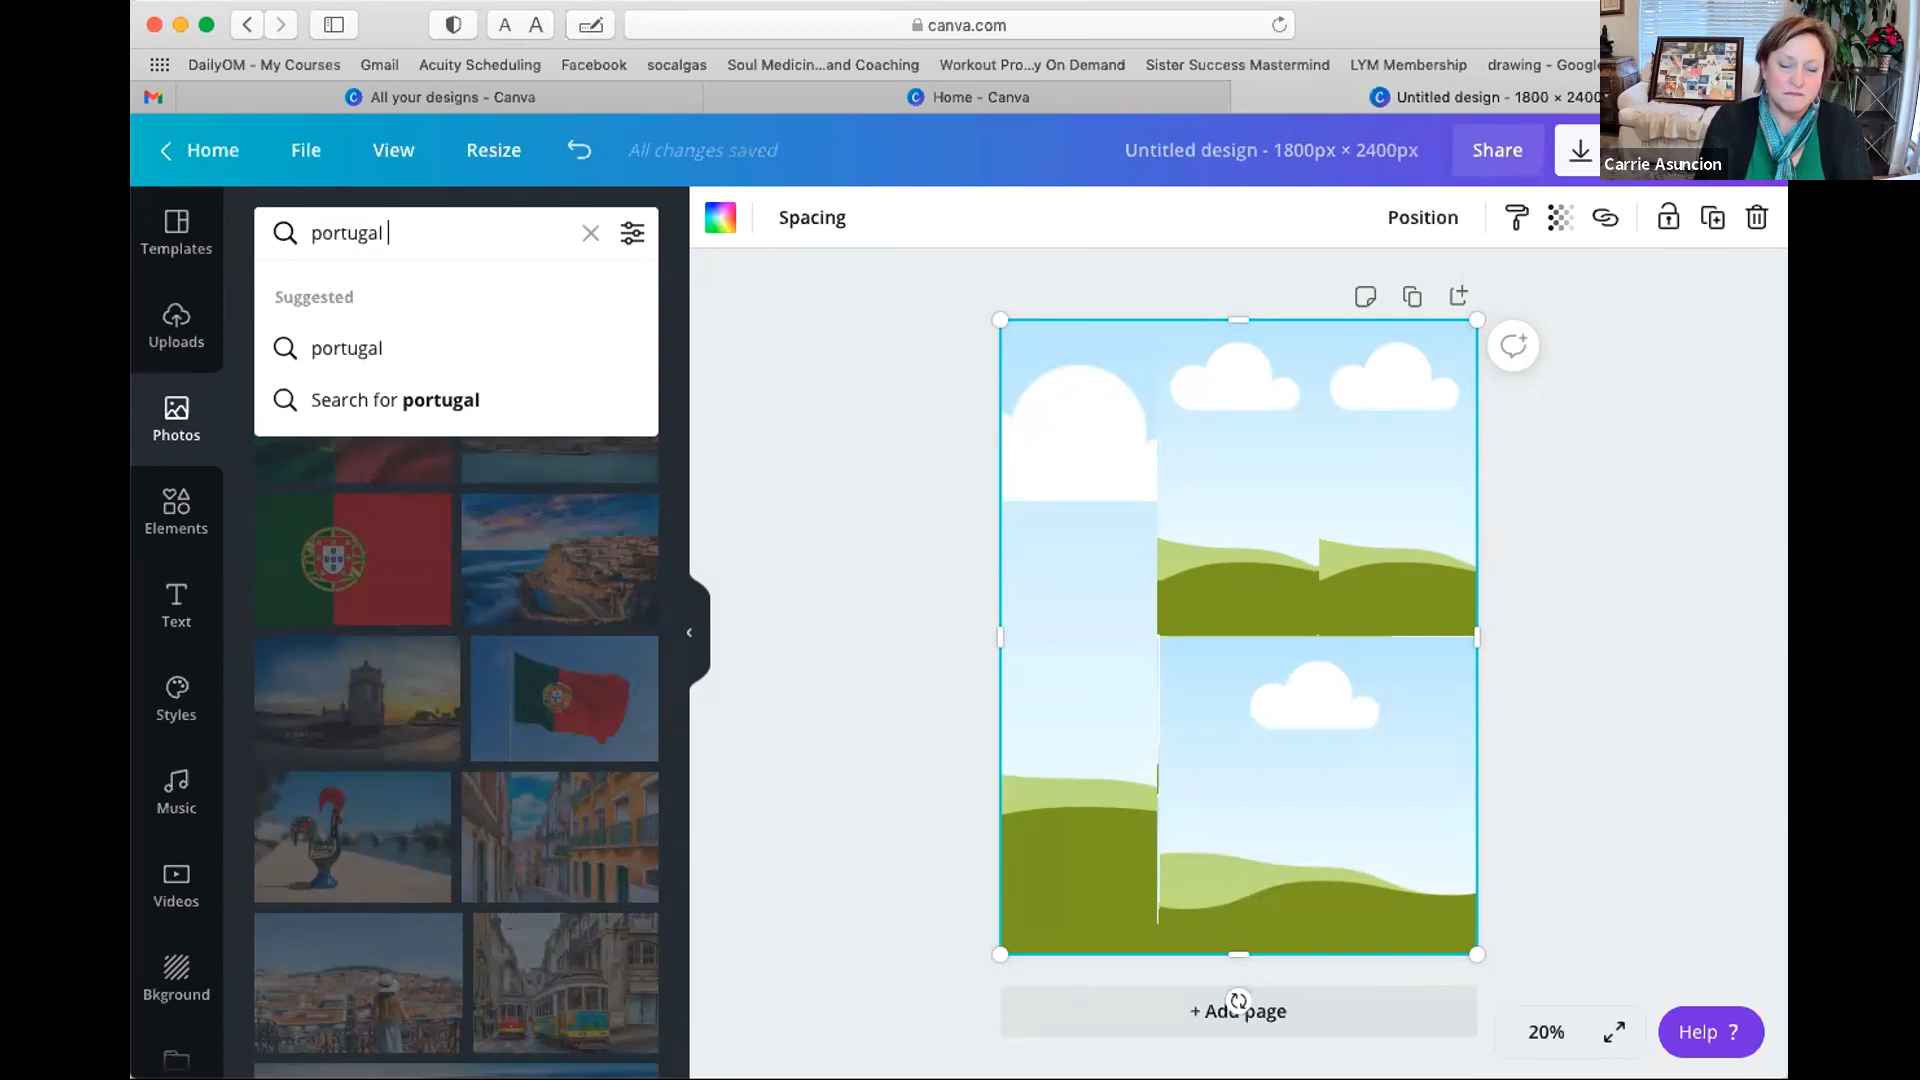 canva.com
DailyOM - My Courses Gmail Acuity Scheduling Facebook socalgas Soul Medicin...and Coaching Workout Pro...y On Demand Sister Success Mastermind LYM Membership drawing - Google
All your designs - Canva Home - Canva Untitled design - 1800 × 2400
Home File View Resize All changes saved Untitled design - 1800px × 2400px Share
Carrie Asuncion
Templates
Uploads
Photos
Elements
Text
Styles
Music
Videos
Bkground
portugal
Suggested
portugal
Search for portugal
Spacing Position
+ Add page
20%
Help ?